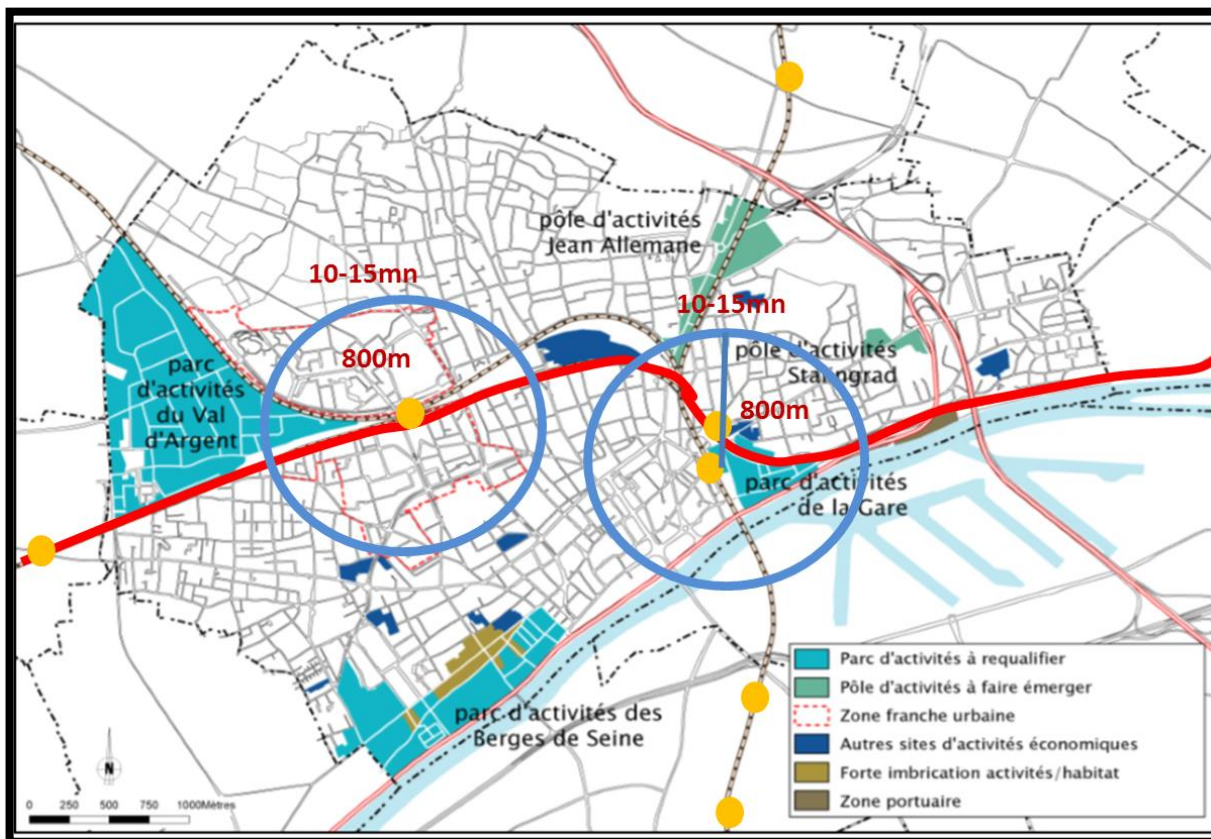 pôle d'activités
Jean Allemane
10-15mn
10-15mn
800m
pôle d'activités
Stalingrad
parc
d'activités
du Val
d'Argent
800m
parc d'activités
de la Gare
parc d'activités des
Berges de Seine
Parc d'activités à requalifier
Pôle d'activités à faire émerger
Zone franche urbaine
Autres sites d'activités économiques
Forte imbrication activités/habitat
Zone portuaire
N
0 250 500 750 1000Mètres